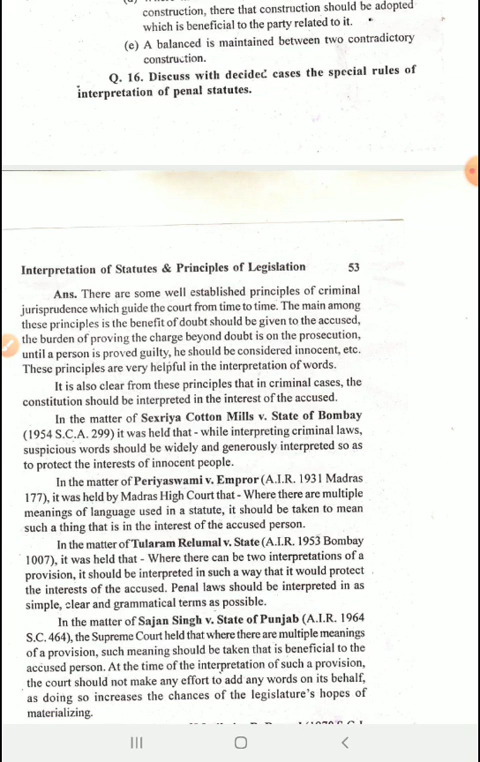 construction, there that construction should be adopted
which is beneficial to the party related to it.
(e) A balanced is maintained between two contradictory
construction.
Q. 16. Discuss with decided cases the special rules of
interpretation of penal statutes.
Interpretation of Statutes & Principles of Legislation 53
Ans. There are some well established principles of criminal
jurisprudence which guide the court from time to time. The main among
these principles is the benefit of doubt should be given to the accused,
the burden of proving the charge beyond doubt is on the prosecution,
until a person is proved guilty, he should be considered innocent, etc.
These principles are very helpful in the interpretation of words.
It is also clear from these principles that in criminal cases, the
constitution should be interpreted in the interest of the accused.
In the matter of Sexriya Cotton Mills v. State of Bombay
(1954 S.C.A. 299) it was held that - while interpreting criminal laws,
suspicious words should be widely and generously interpreted so as
to protect the interests of innocent people.
In the matter of Periyaswami v. Empror (A.I.R. 1931 Madras
177), it was held by Madras High Court that - Where there are multiple
meanings of language used in a statute, it should be taken to mean
such a thing that is in the interest of the accused person.
In the matter of Tularam Relumal v. State (A.I.R. 1953 Bombay
1007), it was held that - Where there can be two interpretations of a
provision, it should be interpreted in such a way that it would protect
the interests of the accused. Penal laws should be interpreted in as
simple, clear and grammatical terms as possible.
In the matter of Sajan Singh v. State of Punjab (A.I.R. 1964
S.C. 464), the Supreme Court held that where there are multiple meanings
of a provision, such meaning should be taken that is beneficial to the
accused person. At the time of the interpretation of such a provision,
the court should not make any effort to add any words on its behalf,
as doing so increases the chances of the legislature's hopes of
materializing.